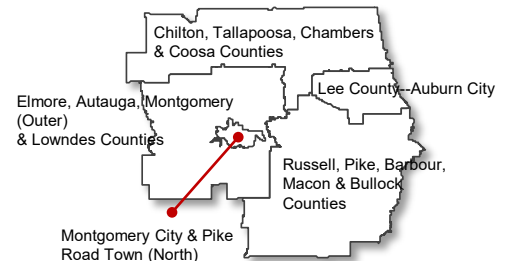 Chilton, Tallapoosa, Chambers
& Coosa Counties
Lee County--Auburn City
Elmore, Autauga, Montgomery
(Outer)
& Lowndes Counties
Russell, Pike, Barbour,
Macon & Bullock
Counties
Montgomery City & Pike
Road Town (North)